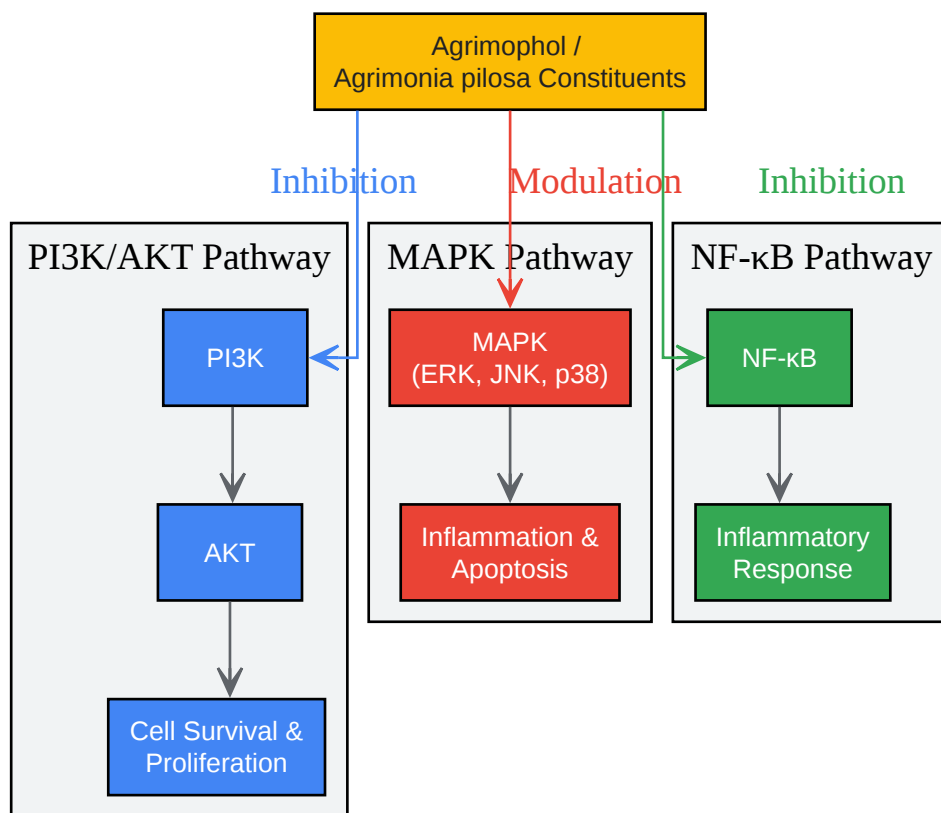 Agrimophol /
Agrimonia pilosa Constituents
Inhibition
Modulation
Inhibition
PI3K/AKT Pathway
MAPK Pathway
NF-κB Pathway
PI3K
MAPK
(ERK, JNK, p38)
NF-κB
AKT
Inflammation &
Apoptosis
Inflammatory
Response
Cell Survival &
Proliferation